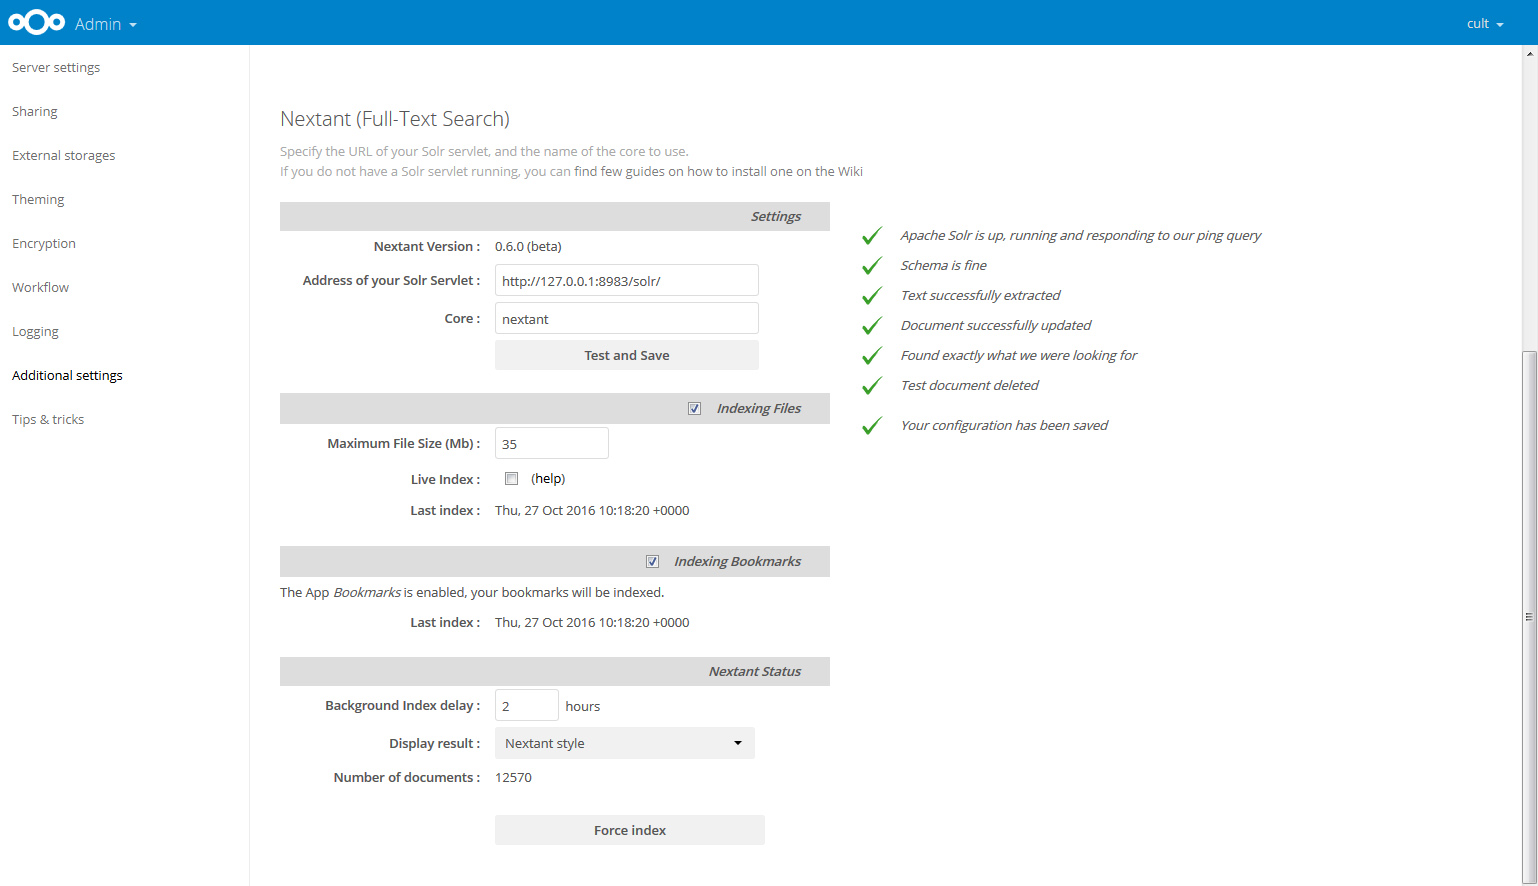 Admin
cult
Server settings
Sharing
External storages
Theming
Encryption
Workflow
Logging
Additional settings
Tips & tricks
Nextant (Full-Text Search)
Specify the URL of your Solr servlet, and the name of the core to use.
If you do not have a Solr servlet running, you can find few guides on how to install one on the Wiki
Settings
Nextant Version : 0.6.0 (beta)
Address of your Solr Servlet : http://127.0.0.1:8983/solr/
Core : nextant
Test and Save
Apache Solr is up, running and responding to our ping query
Schema is fine
Text successfully extracted
Document successfully updated
Found exactly what we were looking for
Test document deleted
Your configuration has been saved
Indexing Files
Maximum File Size (Mb) : 35
Live Index : (help)
Last index : Thu, 27 Oct 2016 10:18:20 +0000
Indexing Bookmarks
The App Bookmarks is enabled, your bookmarks will be indexed.
Last index : Thu, 27 Oct 2016 10:18:20 +0000
Nextant Status
Background Index delay : 2 hours
Display result : Nextant style
Number of documents : 12570
Force index